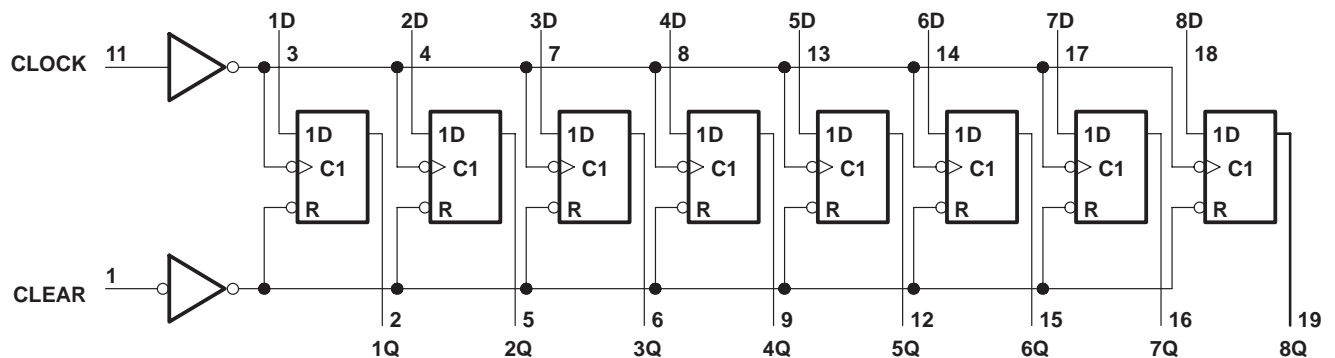 1D 2D 3D 4D 5D 6D 7D 8D
CLOCK 11 3 4 7 8 13 14 17 18
1D 1D 1D 1D 1D 1D 1D 1D
C1 C1 C1 C1 C1 C1 C1 C1
R R R R R R R R
CLEAR 1
2 5 6 9 12 15 16 19
1Q 2Q 3Q 4Q 5Q 6Q 7Q 8Q